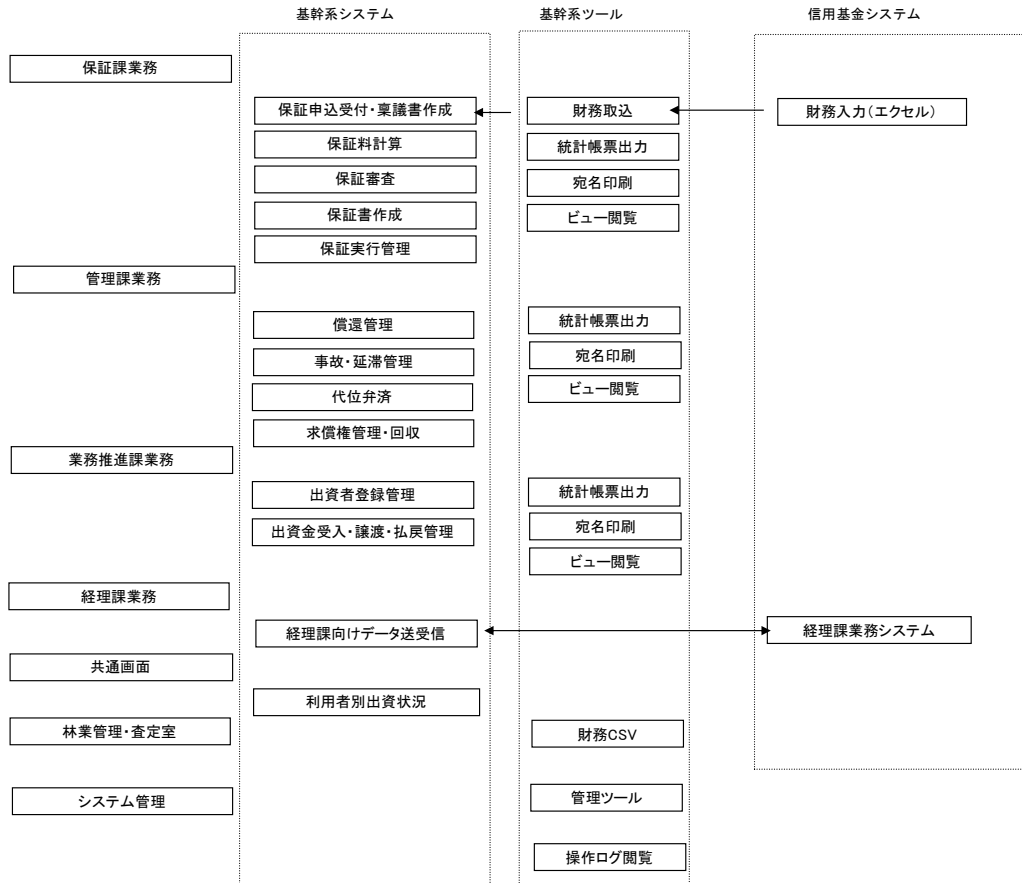 基幹系システム
基幹系ツール
信用基金システム
保証課業務
保証申込受付・稟議書作成
財務取込
財務入力（エクセル）
保証料計算
統計帳票出力
保証審査
宛名印刷
保証書作成
ビュー閲覧
保証実行管理
管理課業務
償還管理
統計帳票出力
事故・延滞管理
宛名印刷
代位弁済
ビュー閲覧
求償権管理・回収
業務推進課業務
出資者登録管理
統計帳票出力
出資金受入・譲渡・払戻管理
宛名印刷
ビュー閲覧
経理課業務
経理課向けデータ送受信
経理課業務システム
共通画面
利用者別出資状況
林業管理・査定室
財務CSV
システム管理
管理ツール
操作ログ閲覧